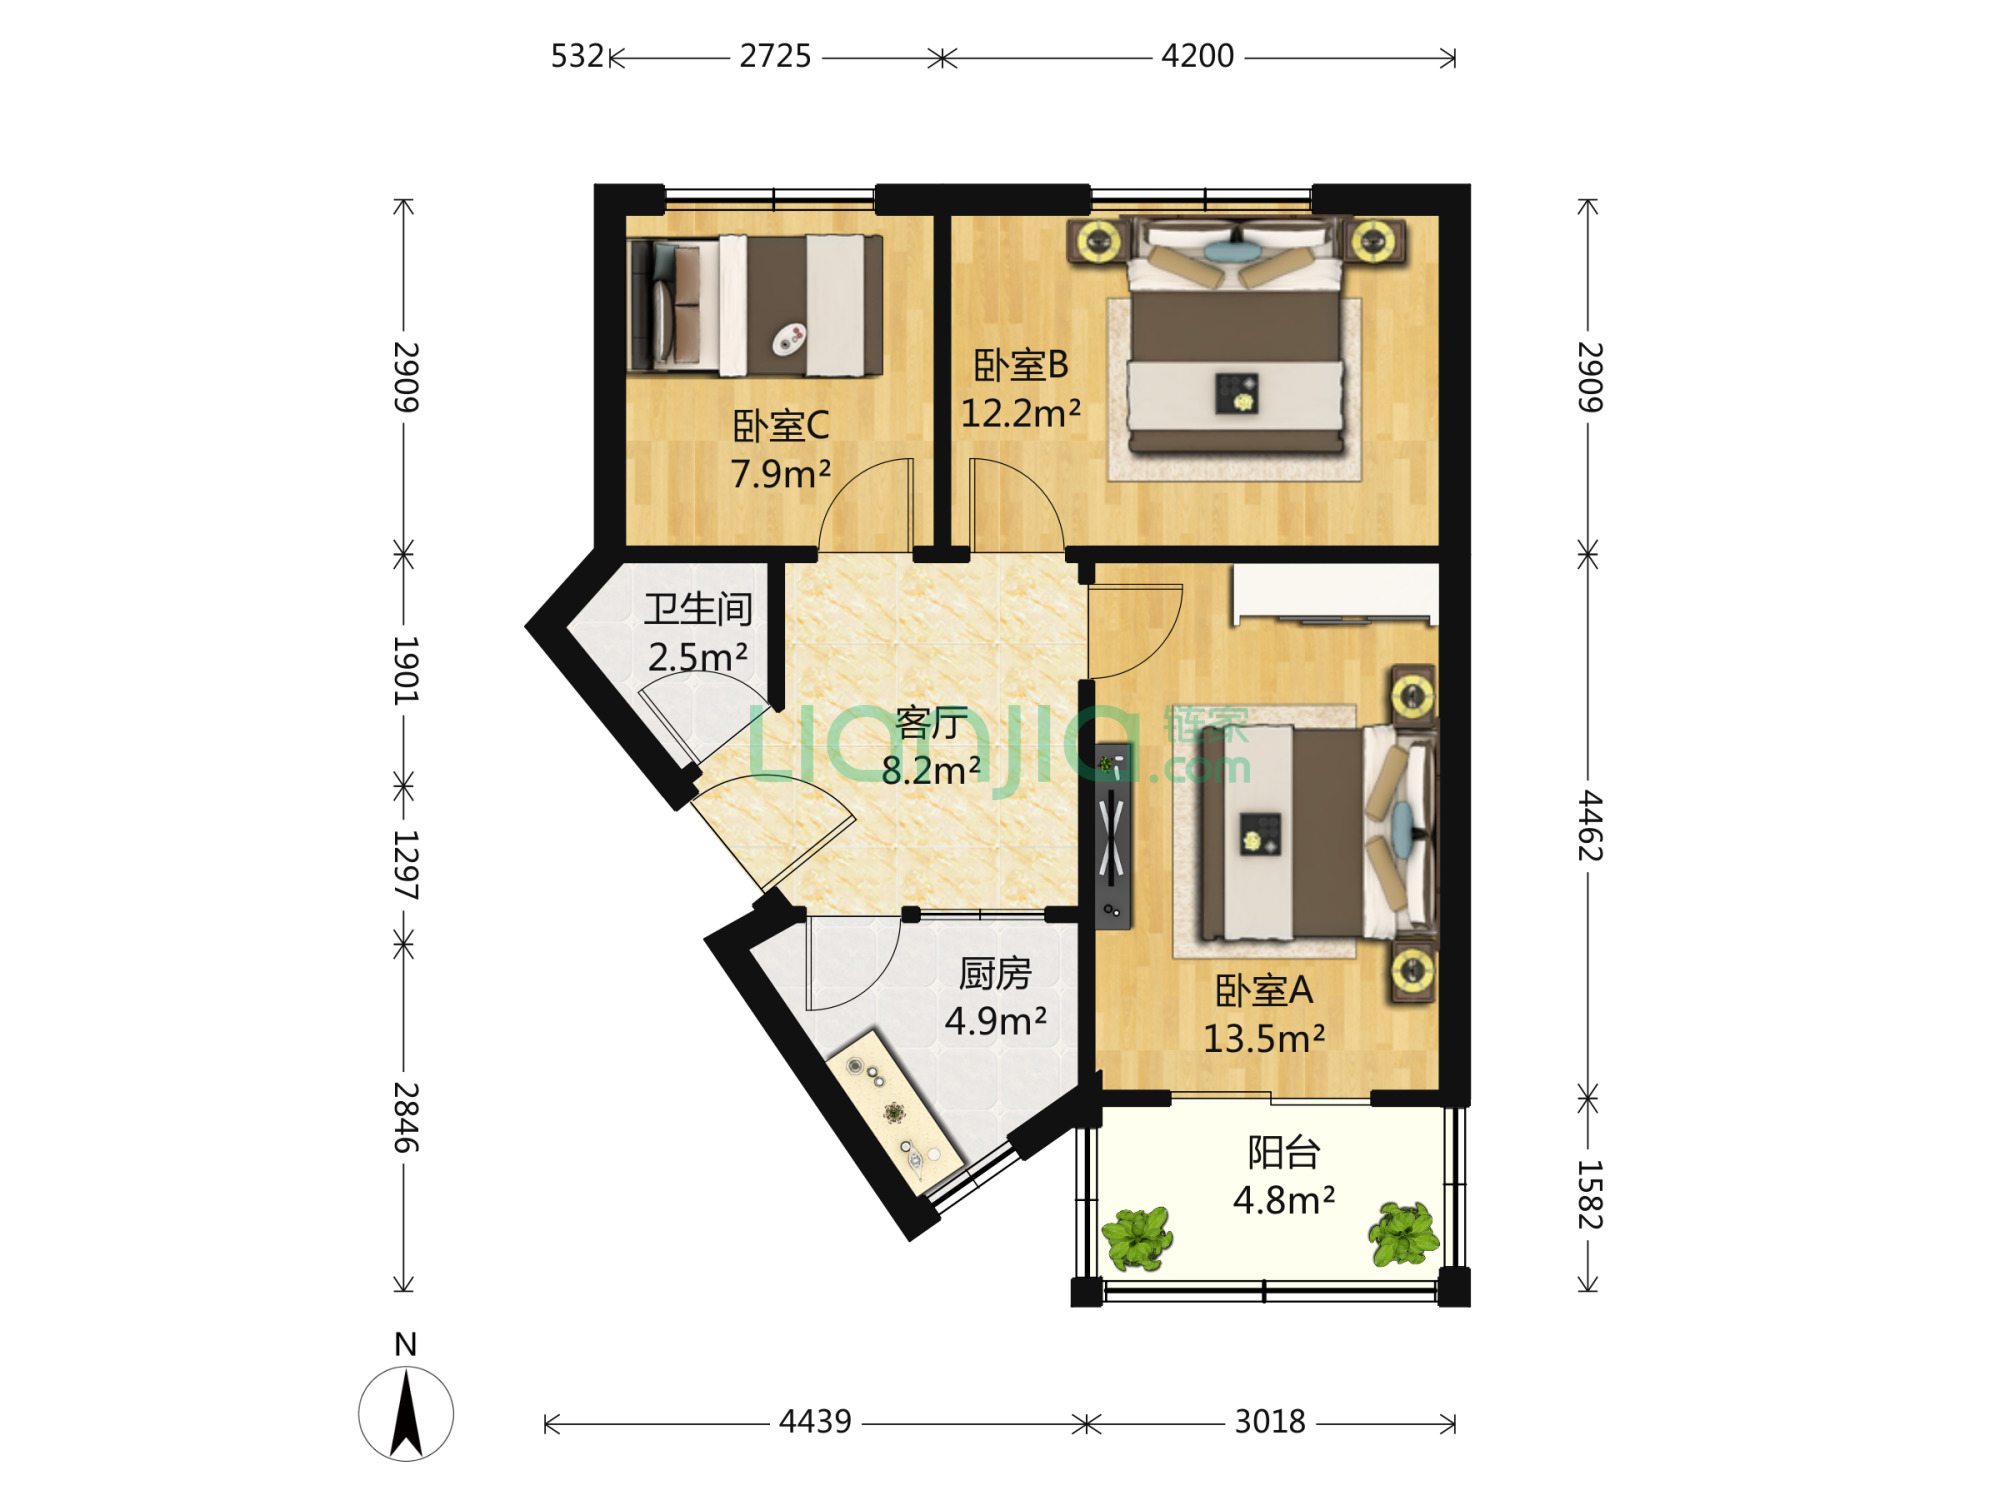 532 2725 4200
2909
2909
卧室B
12.2m²
卧室C
7.9m²
卫生间
2.5m²
1901
客厅
8.2m²
Lianjia 链家
.com
4462
1297
厨房
4.9m²
卧室A
13.5m²
2846
阳台
4.8m²
1582
N
4439 3018